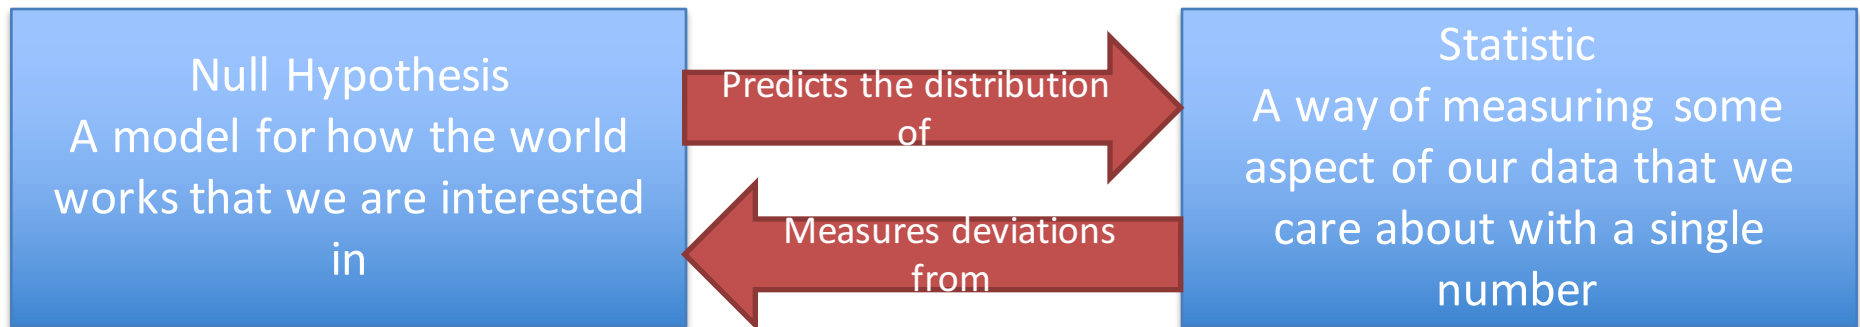 Null Hypothesis
A model for how the world
works that we are interested
in
Predicts the distribution
of
Measures deviations
from
Statistic
A way of measuring some
aspect of our data that we
care about with a single
number